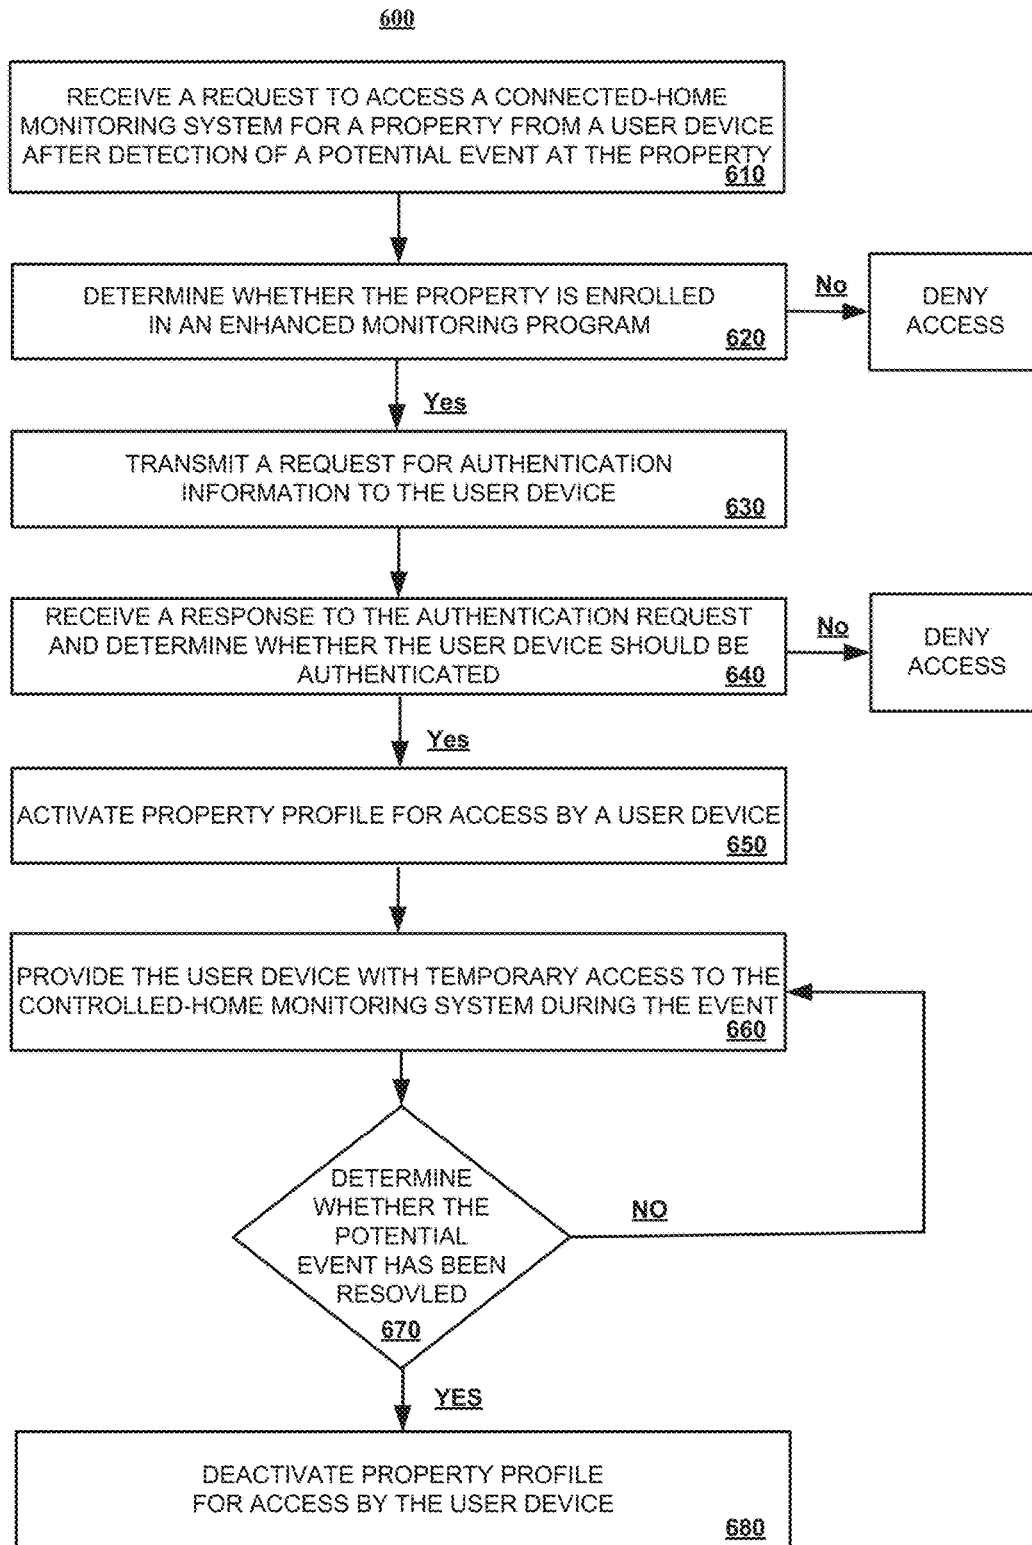 600
RECEIVE A REQUEST TO ACCESS A CONNECTED-HOME
MONITORING SYSTEM FOR A PROPERTY FROM A USER DEVICE
AFTER DETECTION OF A POTENTIAL EVENT AT THE PROPERTY
610
DETERMINE WHETHER THE PROPERTY IS ENROLLED
IN AN ENHANCED MONITORING PROGRAM
620
No
DENY
ACCESS
Yes
TRANSMIT A REQUEST FOR AUTHENTICATION
INFORMATION TO THE USER DEVICE
630
RECEIVE A RESPONSE TO THE AUTHENTICATION REQUEST
AND DETERMINE WHETHER THE USER DEVICE SHOULD BE
AUTHENTICATED
640
No
DENY
ACCESS
Yes
ACTIVATE PROPERTY PROFILE FOR ACCESS BY A USER DEVICE
650
PROVIDE THE USER DEVICE WITH TEMPORARY ACCESS TO THE
CONTROLLED-HOME MONITORING SYSTEM DURING THE EVENT
660
DETERMINE
WHETHER THE
POTENTIAL
EVENT HAS BEEN
RESOVLED
670
NO
YES
DEACTIVATE PROPERTY PROFILE
FOR ACCESS BY THE USER DEVICE
680